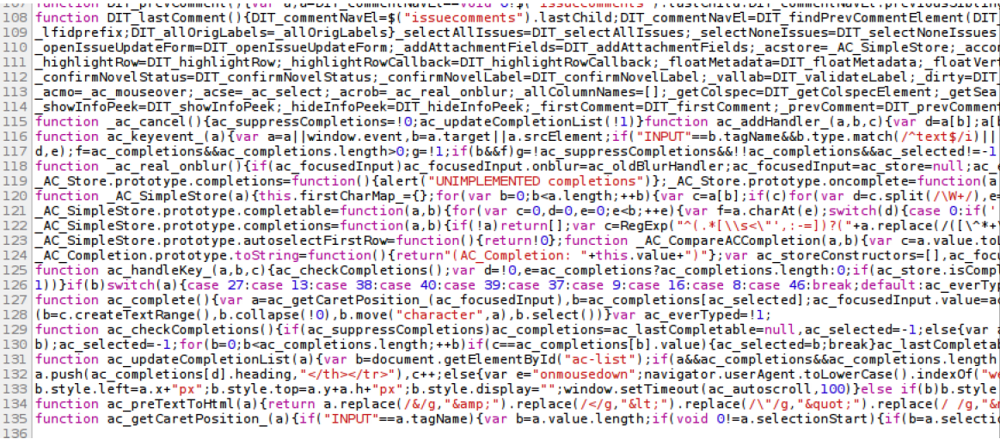 107 function DIT_prevComment(){var a;a=DIT_commentNavEl==void 0?$("issuecomments").lastChild:DIT_commentNavEl.previousSibling
108 function DIT_lastComment(){DIT_commentNavEl=$("issuecomments").lastChild;DIT_commentNavEl=DIT_findPrevCommentElement(DIT_
109 _lfidprefix;DIT_allOrigLabels=_allOrigLabels}_selectAllIssues=DIT_selectAllIssues;_selectNoneIssues=DIT_selectNoneIssues
110 _openIssueUpdateForm=DIT_openIssueUpdateForm;_addAttachmentFields=DIT_addAttachmentFields;_acstore=_AC_SimpleStore;_accom
111 _highlightRow=DIT_highlightRow;_highlightRowCallback=DIT_highlightRowCallback;_floatMetadata=DIT_floatMetadata;_floatVert
112 _confirmNovelStatus=DIT_confirmNovelStatus;_confirmNovelLabel=DIT_confirmNovelLabel;_vallab=DIT_validateLabel;_dirty=DIT_
113 _acmo=_ac_mouseover;_acse=_ac_select;_acrob=_ac_real_onblur;_allColumnNames=[];_getColspec=DIT_getColspecElement;_getSea
114 _showInfoPeek=DIT_showInfoPeek;_hideInfoPeek=DIT_hideInfoPeek;_firstComment=DIT_firstComment;_prevComment=DIT_prevComment
115 function _ac_cancel(){ac_suppressCompletions=!0;ac_updateCompletionList(!1)}function ac_addHandler_(a,b,c){var d=a[b];a[b
116 function ac_keyevent_(a){var a=a||window.event,b=a.target||a.srcElement;if("INPUT"==b.tagName&&b.type.match(/^text$/i)||
117 d,e);f=ac_completions&&ac_completions.length>0;g=!1;if(b&&f)g=!ac_suppressCompletions&&!!ac_completions&&ac_selected!=-1
118 function _ac_real_onblur(){if(ac_focusedInput)ac_focusedInput.onblur=ac_oldBlurHandler;ac_focusedInput=ac_store=null;ac_c
119 _AC_Store.prototype.completions=function(){alert("UNIMPLEMENTED completions")};_AC_Store.prototype.oncomplete=function(a
120 function _AC_SimpleStore(a){this.firstCharMap_={};for(var b=0;b<a.length;++b){var c=a[b];if(c)for(var d=c.split(/\W+/),e=
121 _AC_SimpleStore.prototype.completable=function(a,b){for(var c=0,d=0,e=0;e<b;++e){var f=a.charAt(e);switch(d){case 0:if('
122 _AC_SimpleStore.prototype.completions=function(a,b){if(!a)return[];var c=RegExp("^(.*[\\s<\"',:-=])?("+a.replace(/([\^*+
123 _AC_SimpleStore.prototype.autoselectFirstRow=function(){return!0};function _AC_CompareACCompletion(a,b){var c=a.value.toL
124 _AC_Completion.prototype.toString=function(){return"(AC_Completion: "+this.value+")"};var ac_storeConstructors=[],ac_focu
125 function ac_handleKey_(a,b,c){ac_checkCompletions();var d=!0,e=ac_completions?ac_completions.length:0;if(ac_store.isCompl
126 1))}if(b)switch(a){case 27:case 13:case 38:case 40:case 39:case 37:case 9:case 16:case 8:case 46:break;default:ac_everTyp
127 function ac_complete(){var a=ac_getCaretPosition_(ac_focusedInput),b=ac_completions[ac_selected];ac_focusedInput.value=ac
128 (b=c.createTextRange(),b.collapse(!0),b.move("character",a),b.select())}var ac_everTyped=!1;
129 function ac_checkCompletions(){if(ac_suppressCompletions)ac_completions=ac_lastCompletable=null,ac_selected=-1;else{var a
130 b);ac_selected=-1;for(b=0;b<ac_completions.length;++b)if(c==ac_completions[b].value){ac_selected=b;break}ac_lastCompletab
131 function ac_updateCompletionList(a){var b=document.getElementById("ac-list");if(a&&ac_completions&&ac_completions.length
132 a.push(ac_completions[d].heading,"</th></tr>"),c++;else{var e="onmousedown";navigator.userAgent.toLowerCase().indexOf("we
133 b.style.left=a.x+"px";b.style.top=a.y+a.h+"px";b.style.display="";window.setTimeout(ac_autoscroll,100)}else if(b)b.style
134 function ac_preTextToHtml(a){return a.replace(/&/g,"&amp;").replace(/</g,"&lt;").replace(/\"/g,"&quot;").replace(/ /g,"&n
135 function ac_getCaretPosition_(a){if("INPUT"==a.tagName){var b=a.value.length;if(void 0!=a.selectionStart){if(b=a.selectio
136